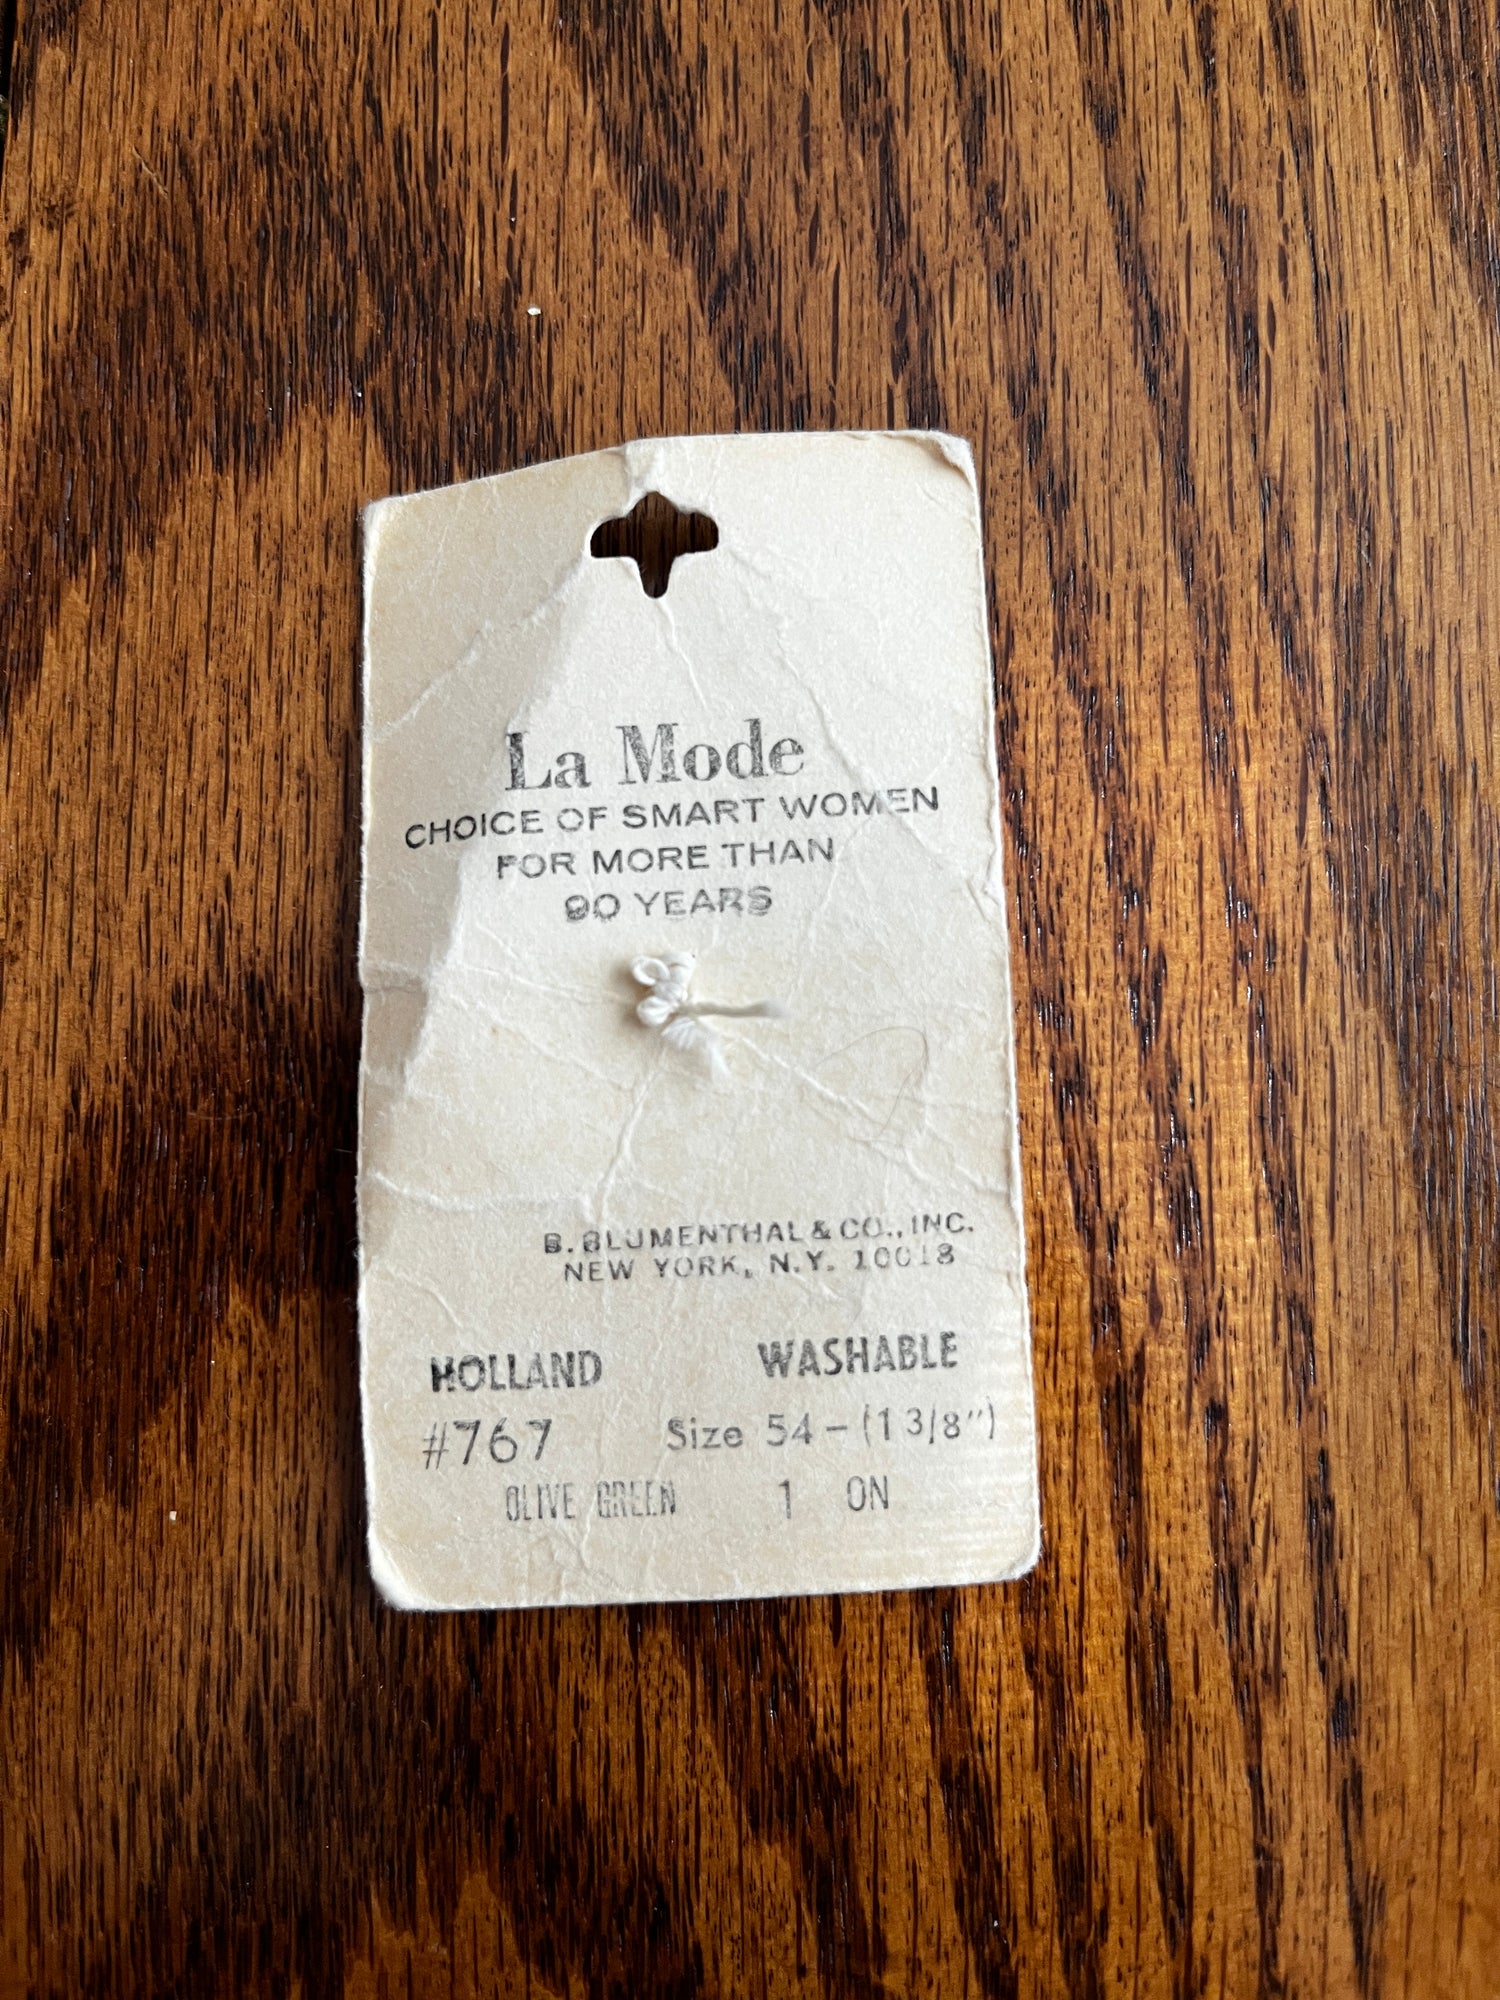 La Mode
CHOICE OF SMART WOMEN
FOR MORE THAN
90 YEARS
B. BLUMENTHAL & CO., INC.
NEW YORK, N.Y. 10018
HOLLAND WASHABLE
#767 Size 54-(1 3/8")
OLIVE GREEN 1 ON